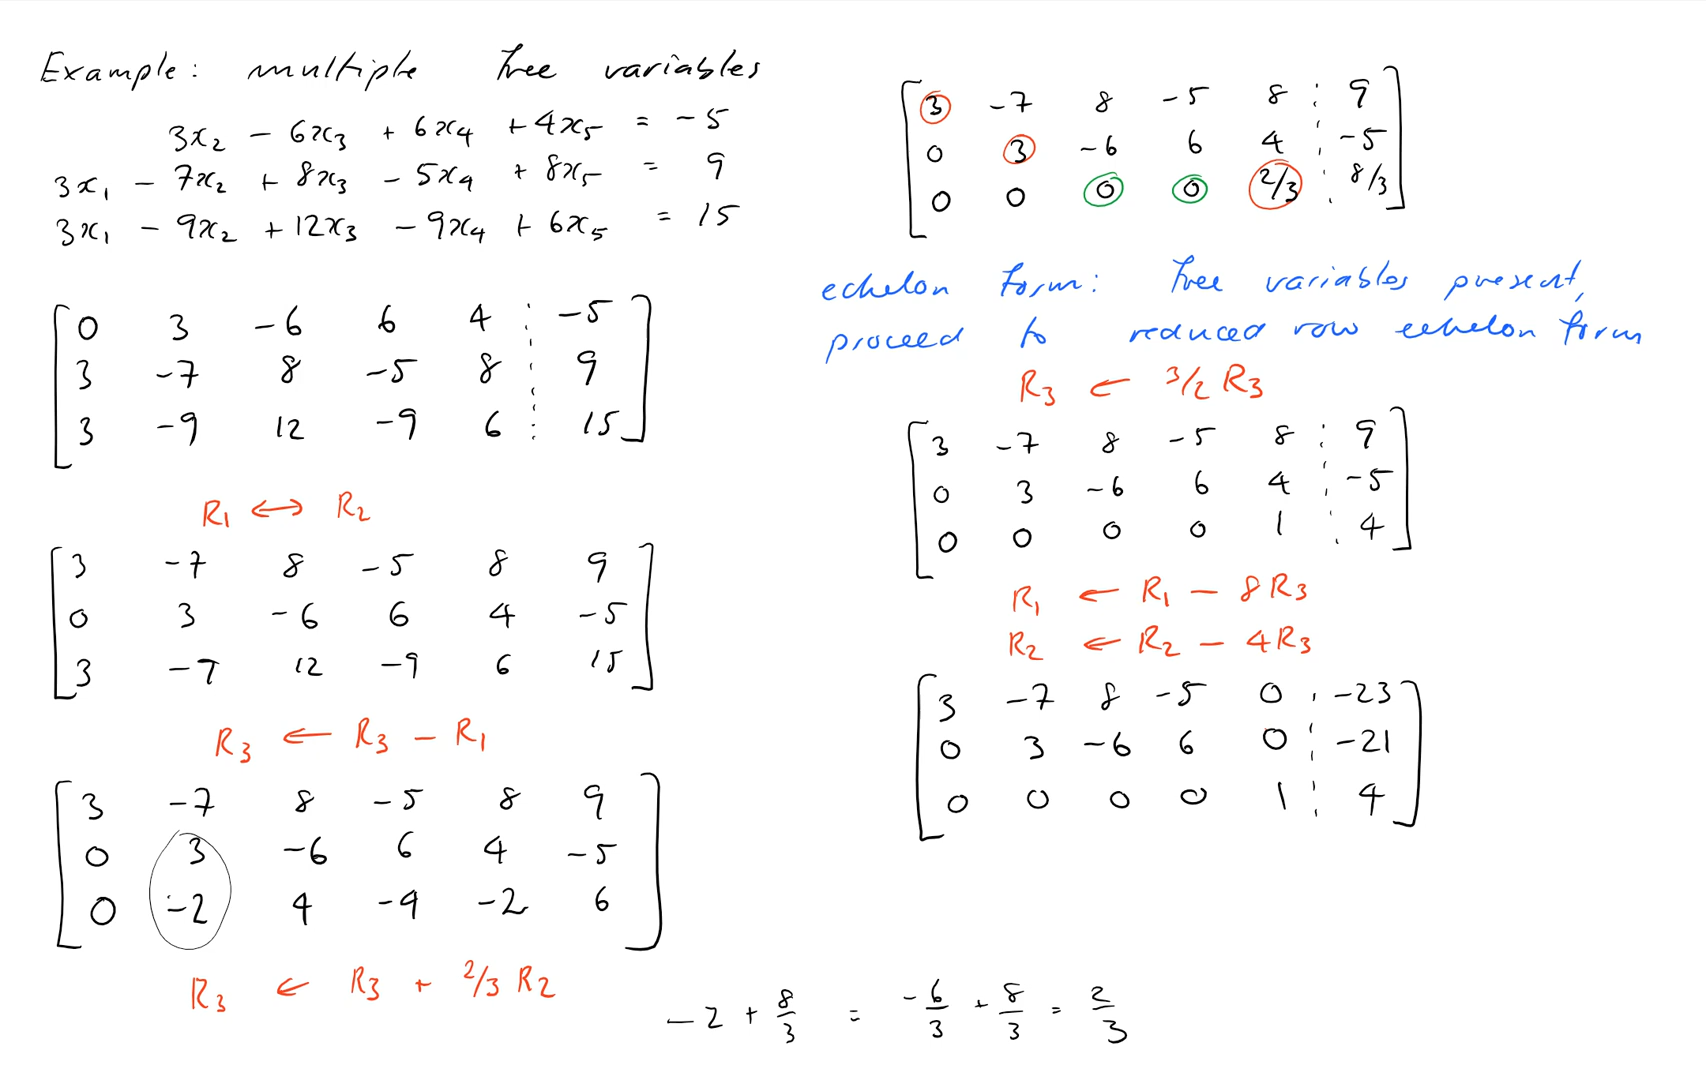 Example: multiple free variables
3x₂ - 6x₃ + 6x₄ + 4x₅ = -5
3x₁ - 7x₂ + 8x₃ - 5x₄ + 8x₅ = 9
3x₁ - 9x₂ + 12x₃ - 9x₄ + 6x₅ = 15
0 3 -6 6 4 -5
3 -7 8 -5 8 9
3 -9 12 -9 6 15
R₁ ↔ R₂
3 -7 8 -5 8 9
0 3 -6 6 4 -5
3 -7 12 -9 6 15
R₃ ← R₃ - R₁
3 -7 8 -5 8 9
0 3 -6 6 4 -5
0 -2 4 -4 -2 6
R₃ ← R₃ + 2/3 R₂
-2 + 8/3 = -6/3 + 8/3 = 2/3
3 -7 8 -5 8 9
0 3 -6 6 4 -5
0 0 0 0 2/3 8/3
echelon form: free variables present,
proceed to reduced row echelon form
R₃ ← 3/2 R₃
3 -7 8 -5 8 9
0 3 -6 6 4 -5
0 0 0 0 1 4
R₁ ← R₁ - 8R₃
R₂ ← R₂ - 4R₃
3 -7 8 -5 0 -23
0 3 -6 6 0 -21
0 0 0 0 1 4